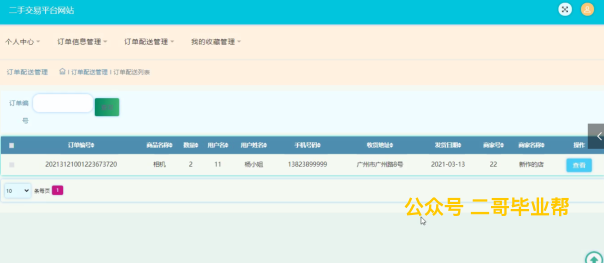 二手交易平台网站
个人中心 订单信息管理 订单配送管理 我的收藏管理
订单配送管理 订单配送管理 订单配送列表
订单编号
订单编号 商品名称 数量 用户名 用户姓名 手机号码 收货地址 发货日期 商家号 商家名称 操作
20213121001223673720 相机 2 11 杨小姐 13823899999 广州市广州路8号 2021-03-13 22 新作的店
10 条每页 1
公众号 二哥毕业帮